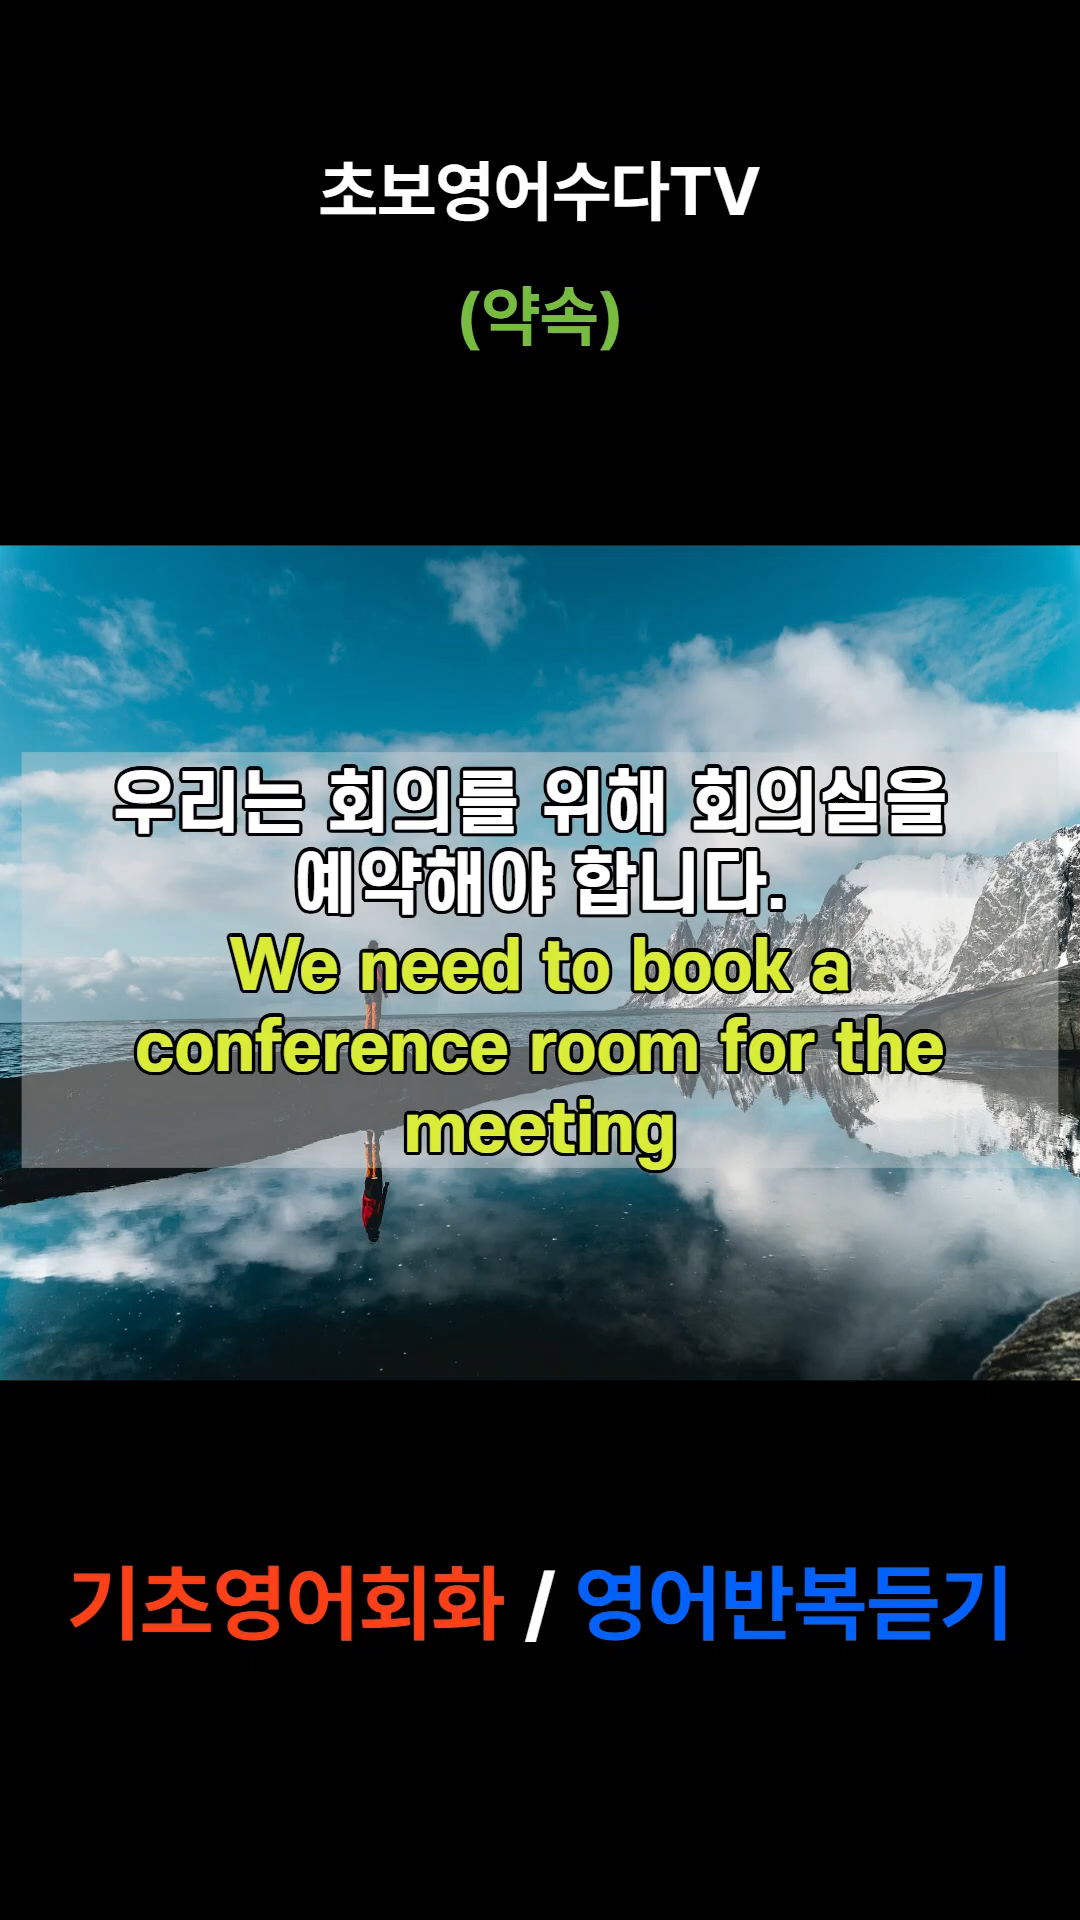 초보영어수다TV
(약속)
우리는 회의를 위해 회의실을
예약해야 합니다.
We need to book a
conference room for the
meeting
기초영어회화 / 영어반복듣기